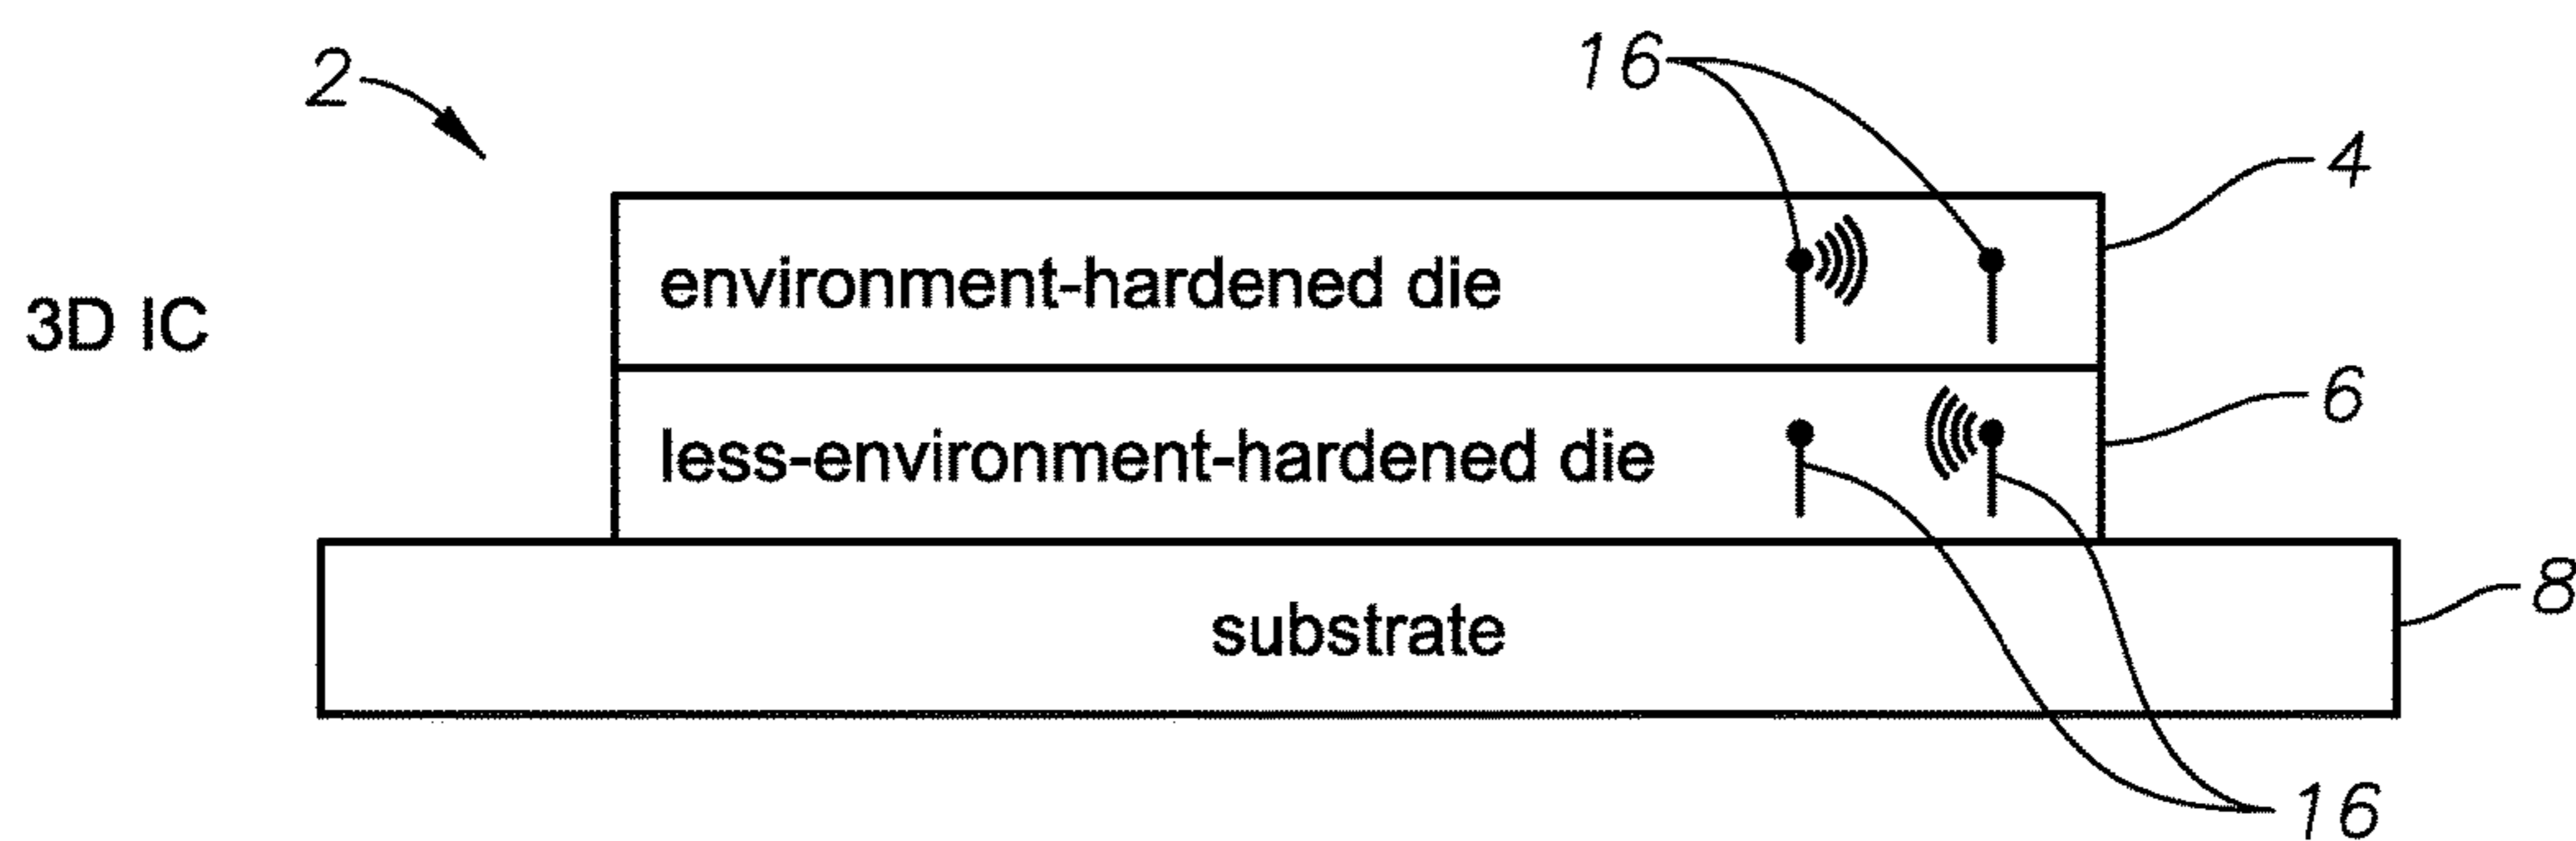 2
16
4
environment-hardened die
3D IC
6
less-environment-hardened die
8
substrate
16